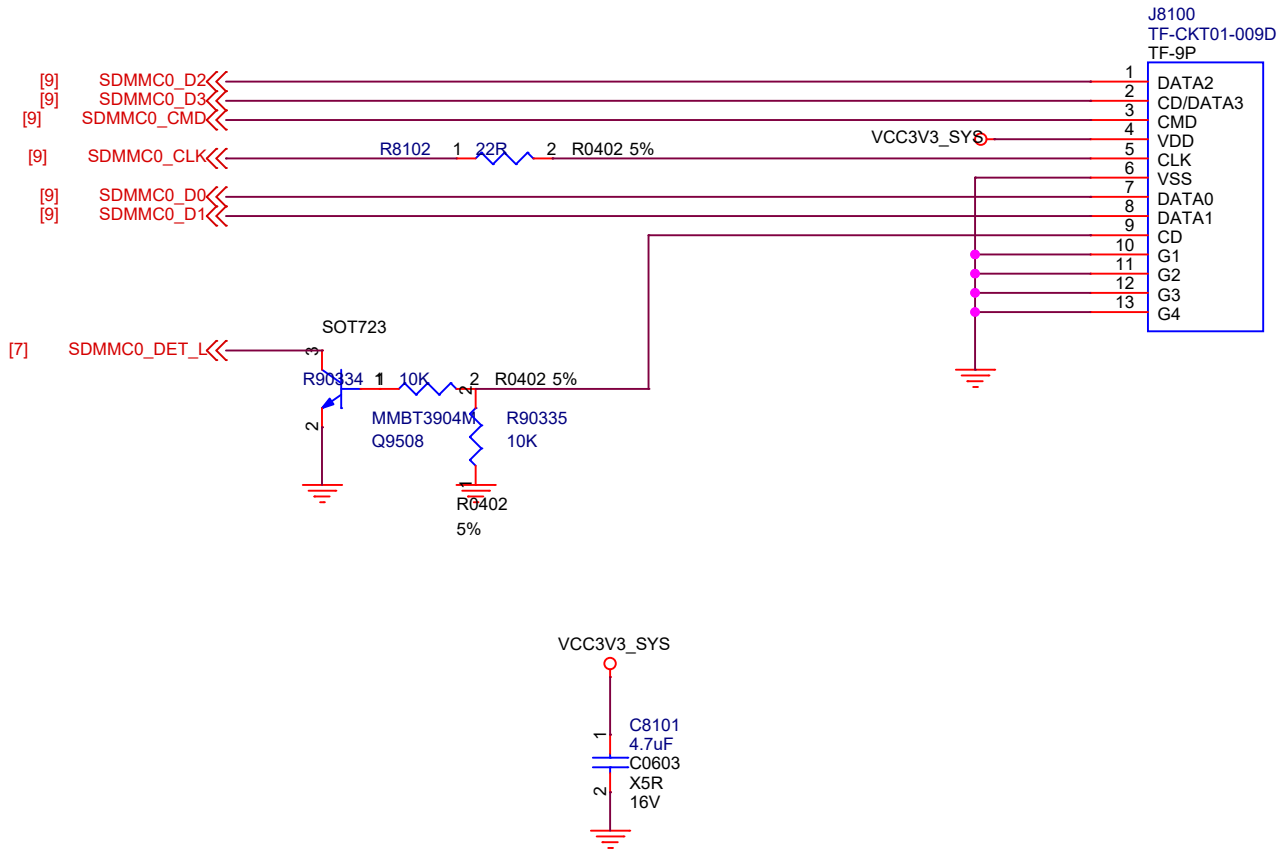 J8100
TF-CKT01-009D
TF-9P
[9] SDMMC0_D2 1 DATA2
[9] SDMMC0_D3 2 CD/DATA3
[9] SDMMC0_CMD 3 CMD
VCC3V3_SYS 4 VDD
[9] SDMMC0_CLK R8102 1 22R 2 R0402 5% 5 CLK
6 VSS
[9] SDMMC0_D0 7 DATA0
[9] SDMMC0_D1 8 DATA1
9 CD
10 G1
11 G2
12 G3
13 G4
SOT723
[7] SDMMC0_DET_L 3
R90334 1 1 10K 2 R0402 5%
2
2 MMBT3904M R90335
Q9508 10K
1
R0402
5%
VCC3V3_SYS
1 C8101
4.7uF
C0603
X5R
2 16V